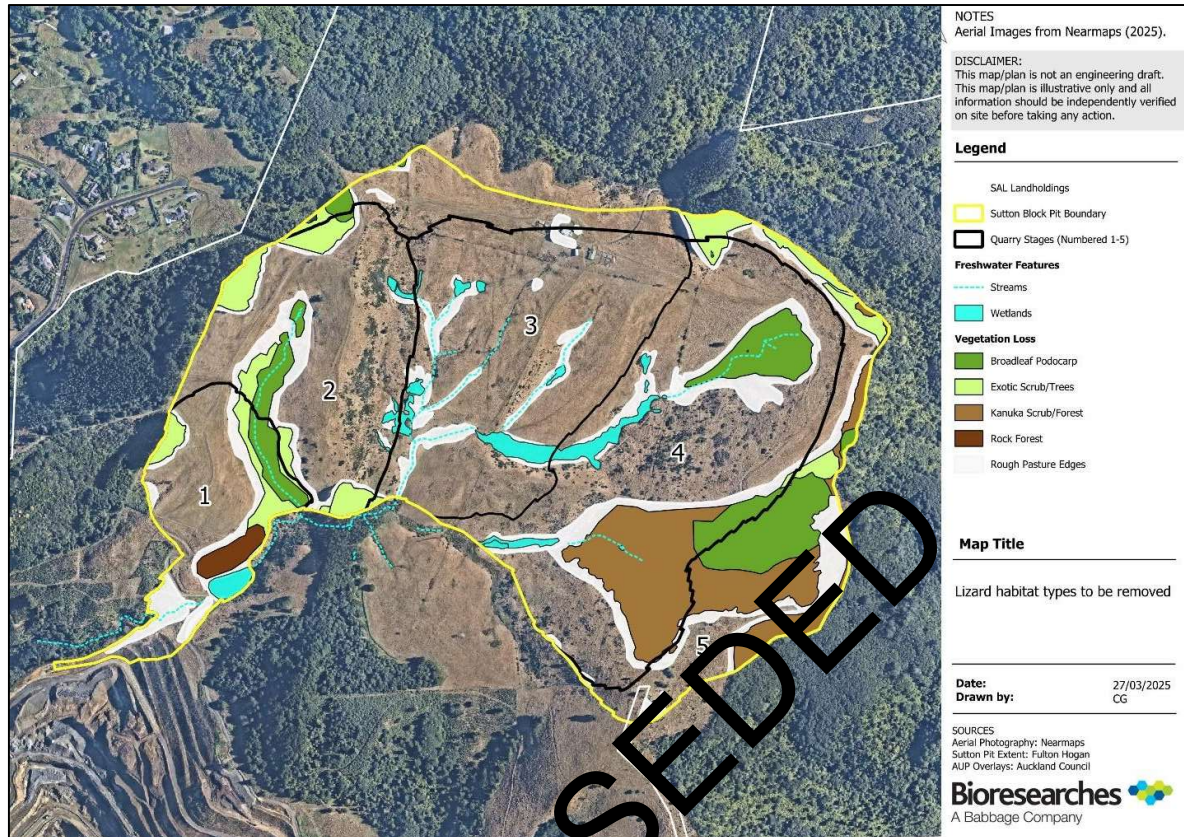 NOTES
Aerial Images from Nearmaps (2025).
DISCLAIMER:
This map/plan is not an engineering draft.
This map/plan is illustrative only and all
information should be independently verified
on site before taking any action.
Legend
SAL Landholdings
Sutton Block Pit Boundary
Quarry Stages (Numbered 1-5)
Freshwater Features
Streams
Wetlands
Vegetation Loss
Broadleaf Podocarp
Exotic Scrub/Trees
Kanuka Scrub/Forest
Rock Forest
Rough Pasture Edges
Map Title
Lizard habitat types to be removed
Date: 27/03/2025
Drawn by: CG
SOURCES
Aerial Photography: Nearmaps
Sutton Pit Extent: Fulton Hogan
AUP Overlays: Auckland Council
Bioresearches
A Babbage Company
1
2
3
4
5
SEDED